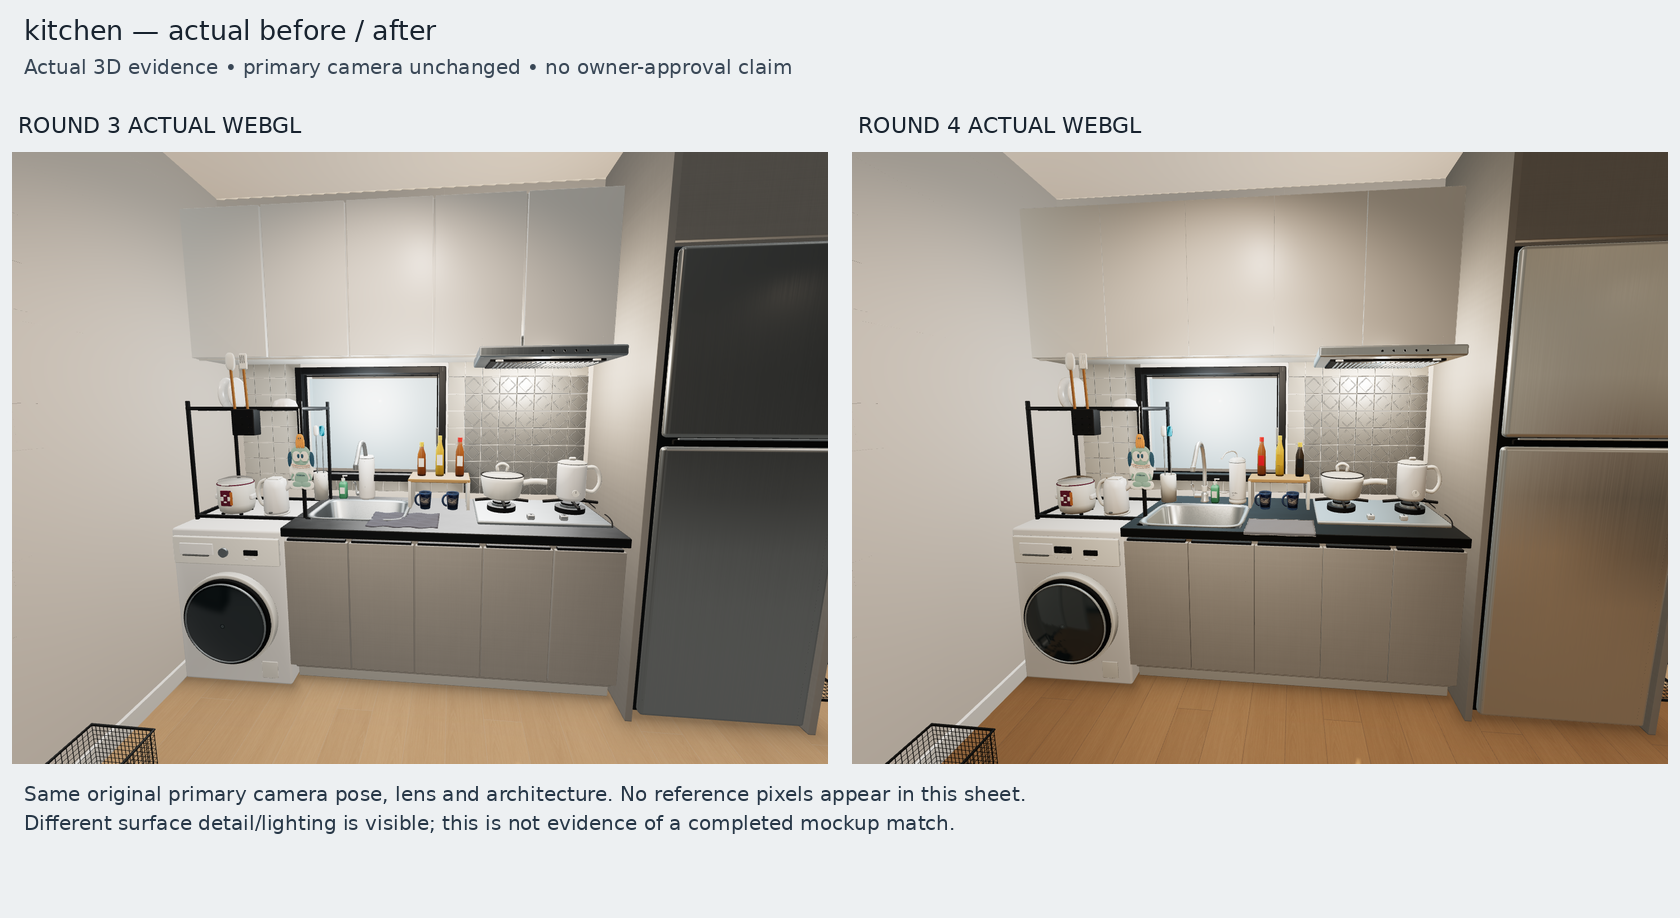 kitchen — actual before / after
Actual 3D evidence • primary camera unchanged • no owner-approval claim
ROUND 3 ACTUAL WEBGL
ROUND 4 ACTUAL WEBGL
Same original primary camera pose, lens and architecture. No reference pixels appear in this sheet.
Different surface detail/lighting is visible; this is not evidence of a completed mockup match.